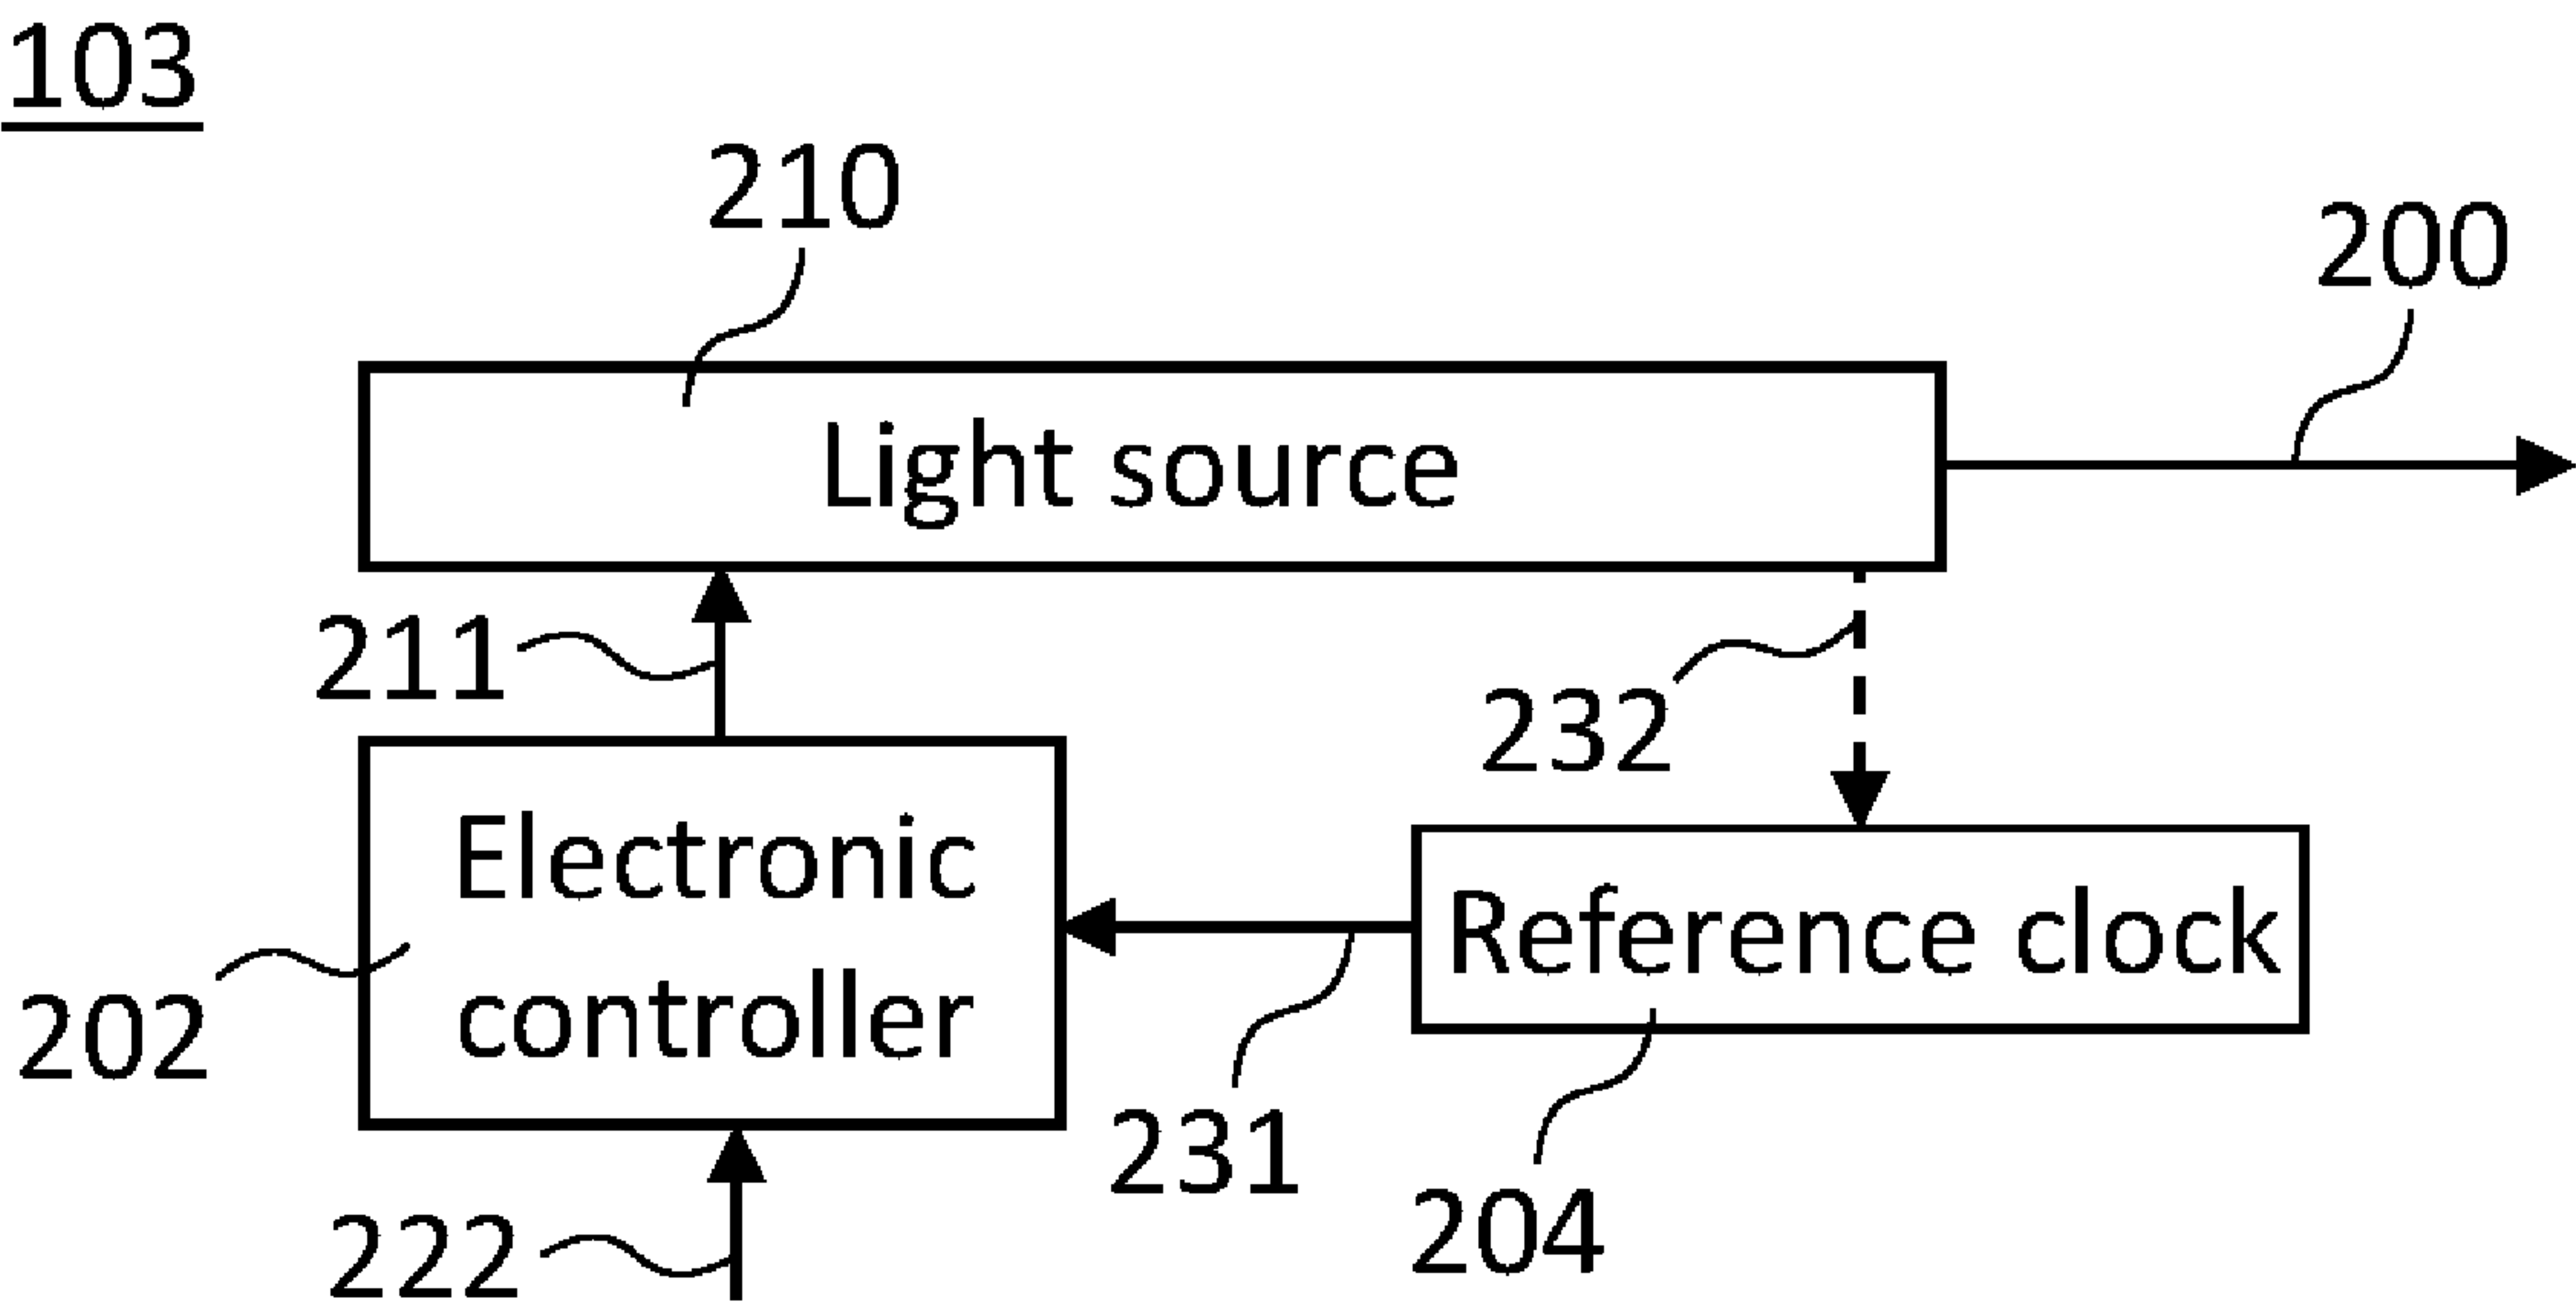 103
210
200
Light source
211
232
Electronic
controller
Reference clock
202
231
204
222